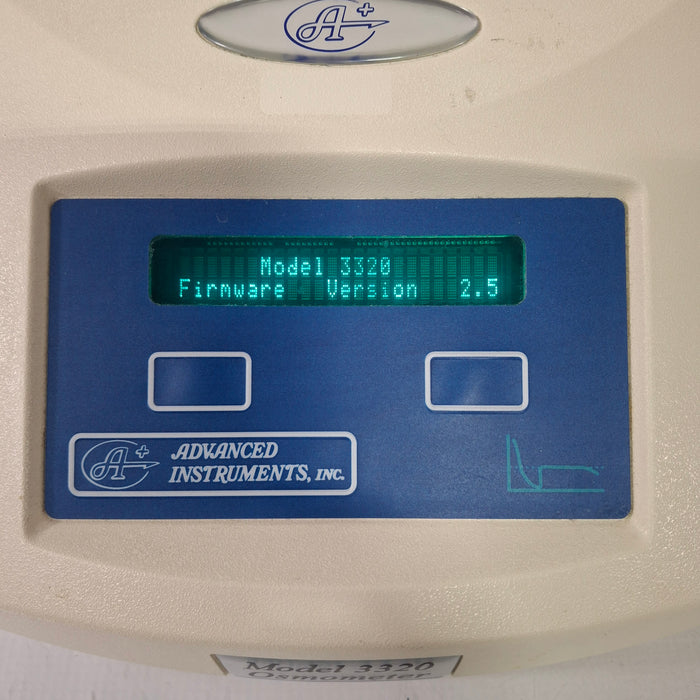 A+
Model 3320
Firmware Version 2.5
A+
ADVANCED
INSTRUMENTS, INC.
Model 3320
Osmometer